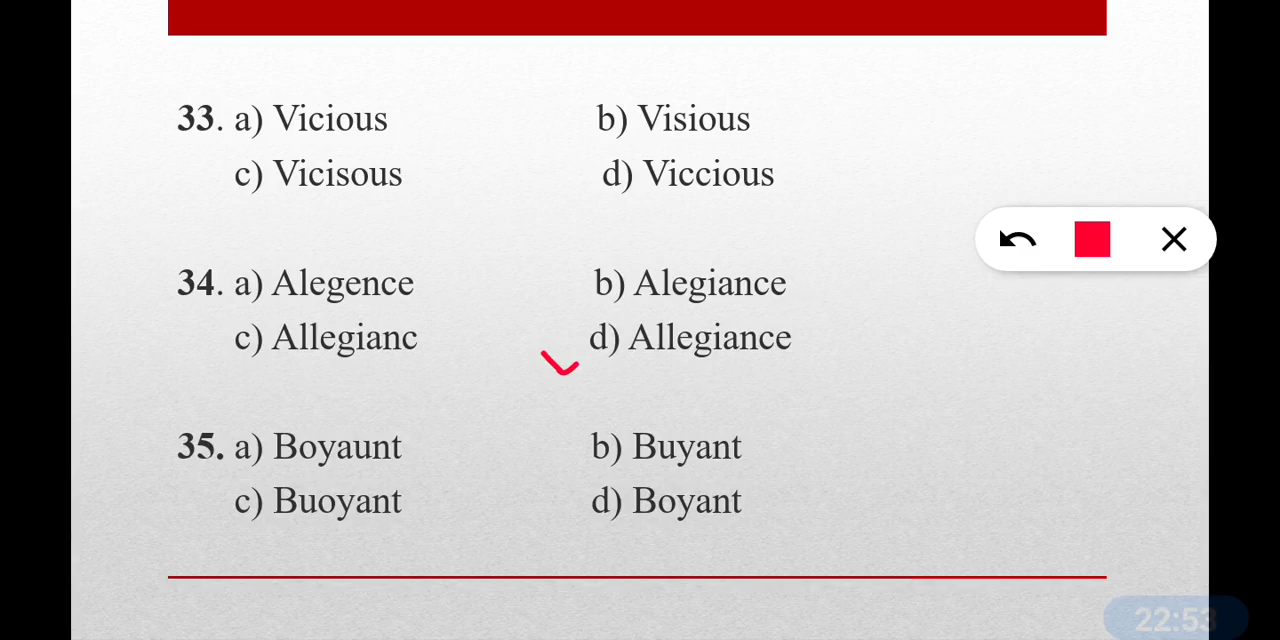 33. a) Vicious b) Visious
c) Vicisous d) Viccious
34. a) Alegence b) Alegiance
c) Allegianc d) Allegiance
35. a) Boyaunt b) Buyant
c) Buoyant d) Boyant
22:53